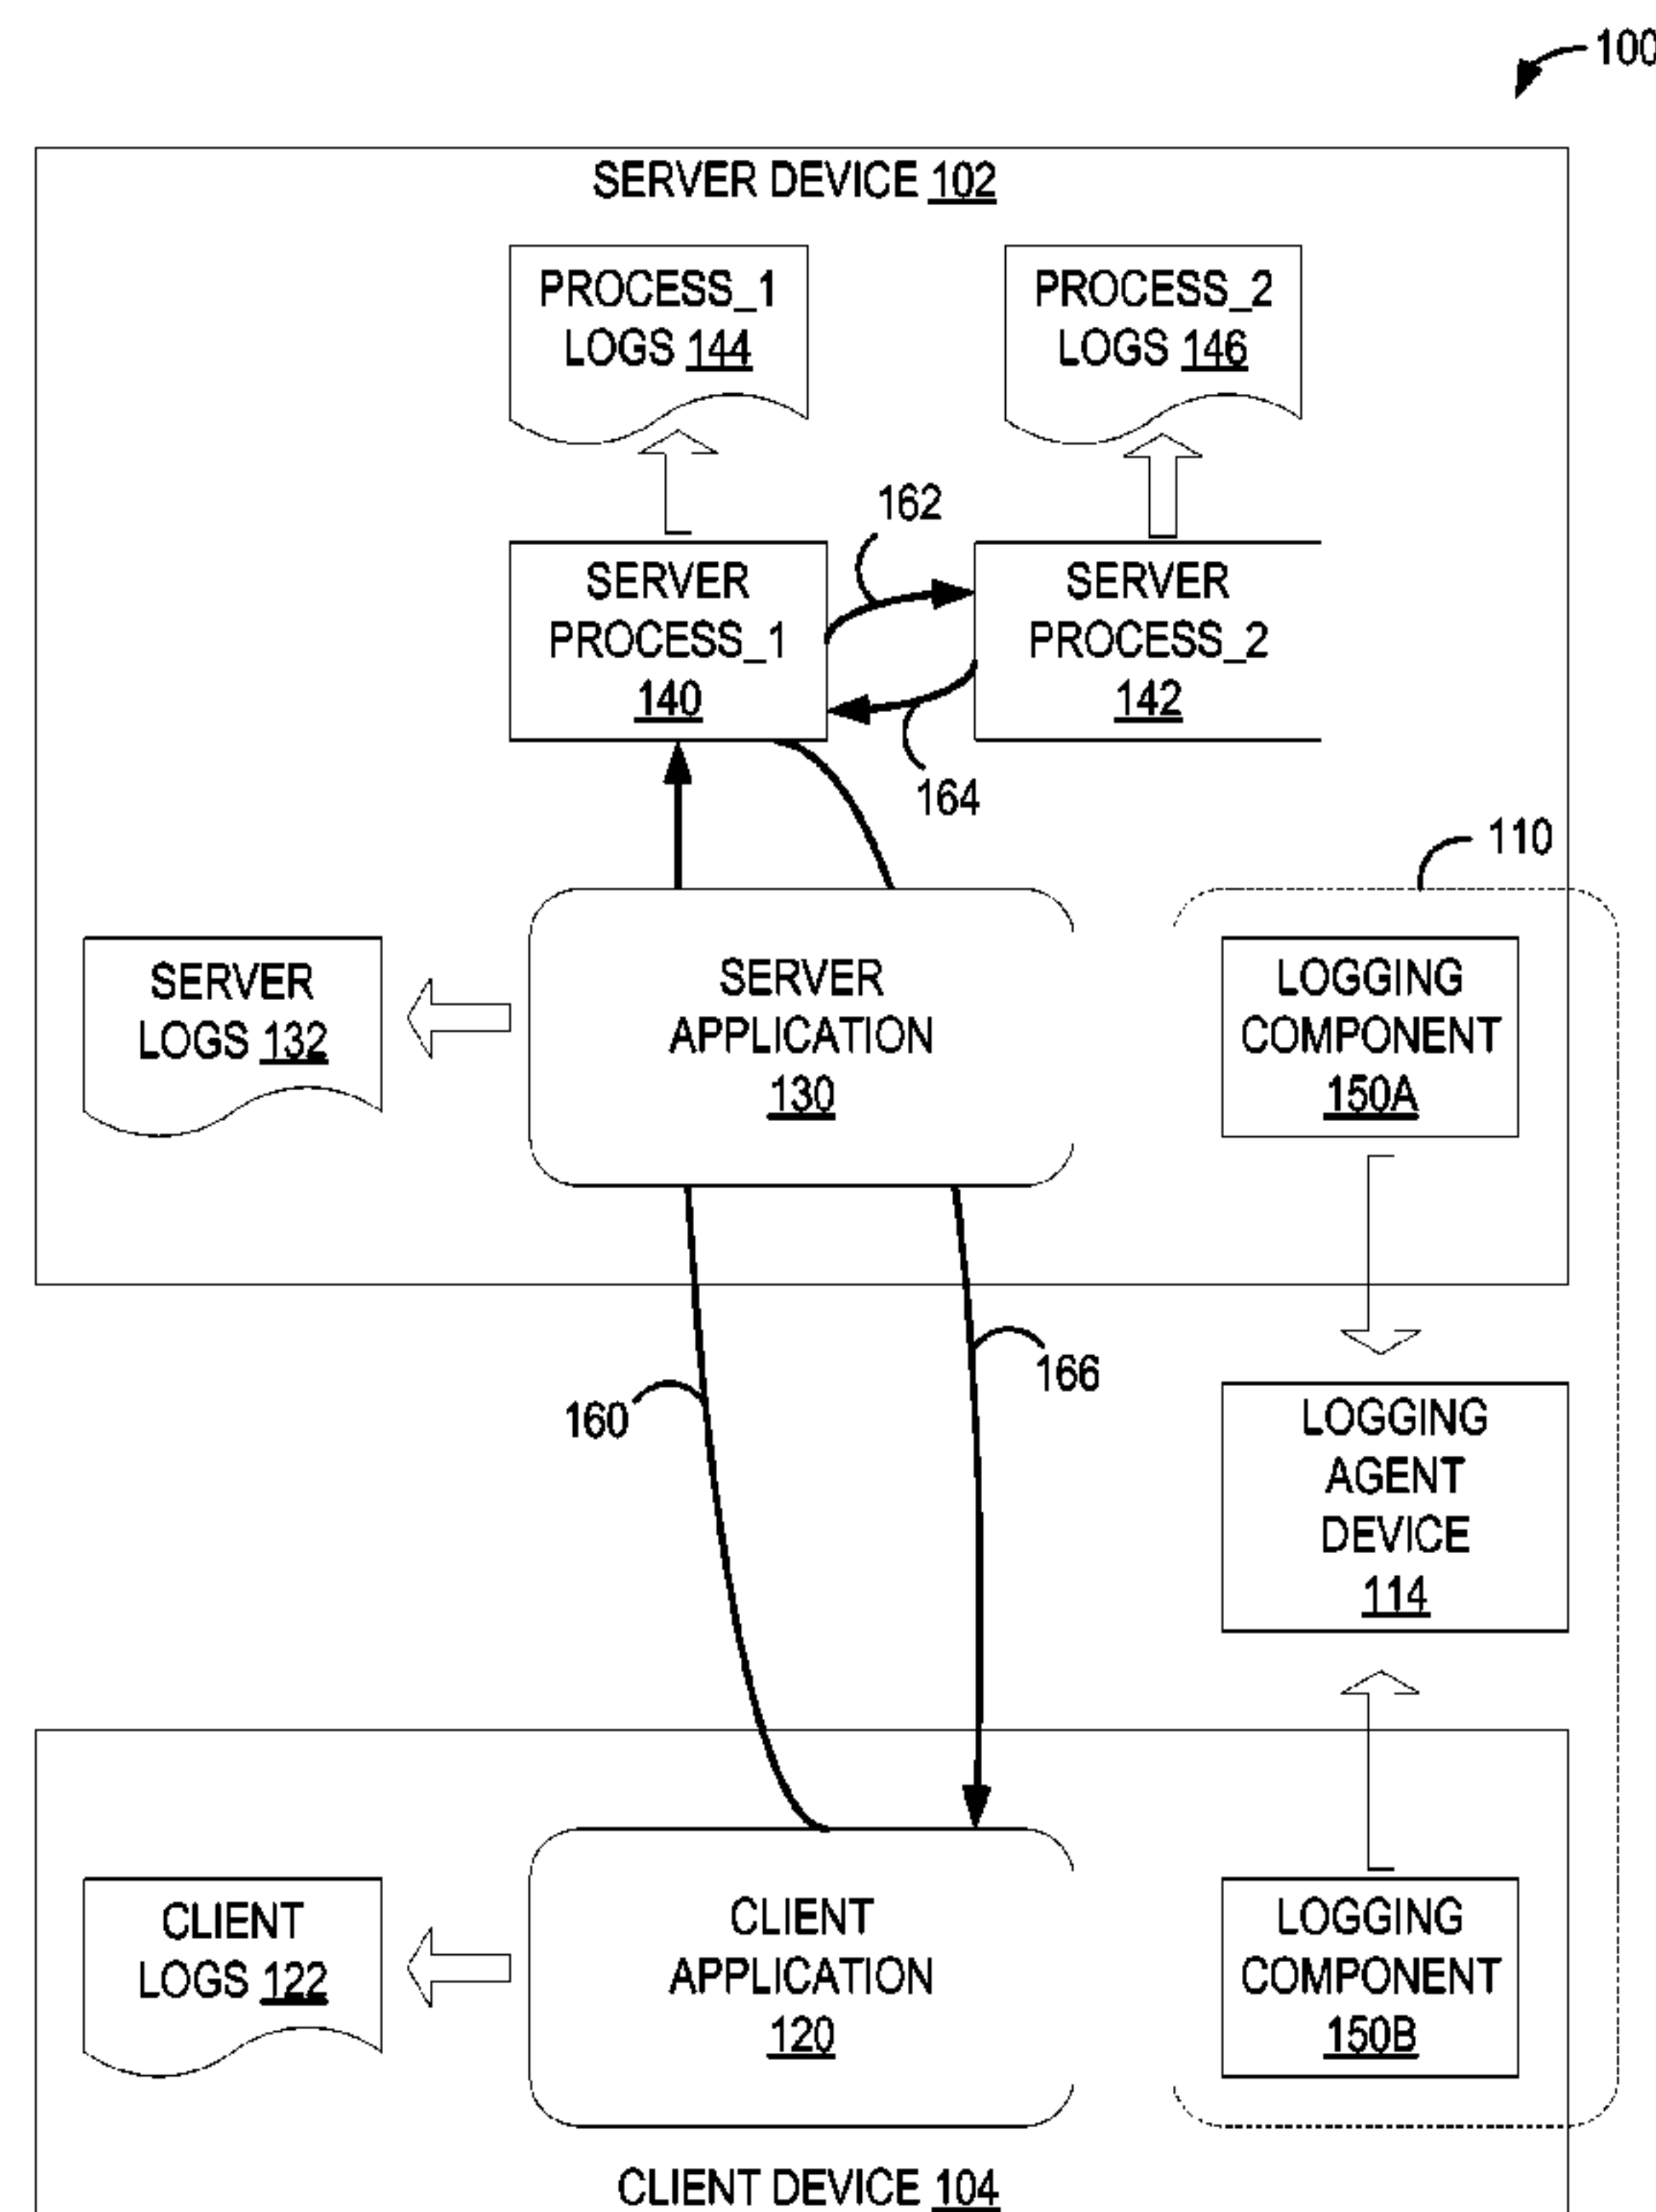 100
SERVER DEVICE 102
PROCESS_1
LOGS 144
PROCESS_2
LOGS 146
162
SERVER
PROCESS_1
140
SERVER
PROCESS_2
142
164
110
SERVER
LOGS 132
SERVER
APPLICATION
130
LOGGING
COMPONENT
150A
166
160
LOGGING
AGENT
DEVICE
114
CLIENT
LOGS 122
CLIENT
APPLICATION
120
LOGGING
COMPONENT
150B
CLIENT DEVICE 104